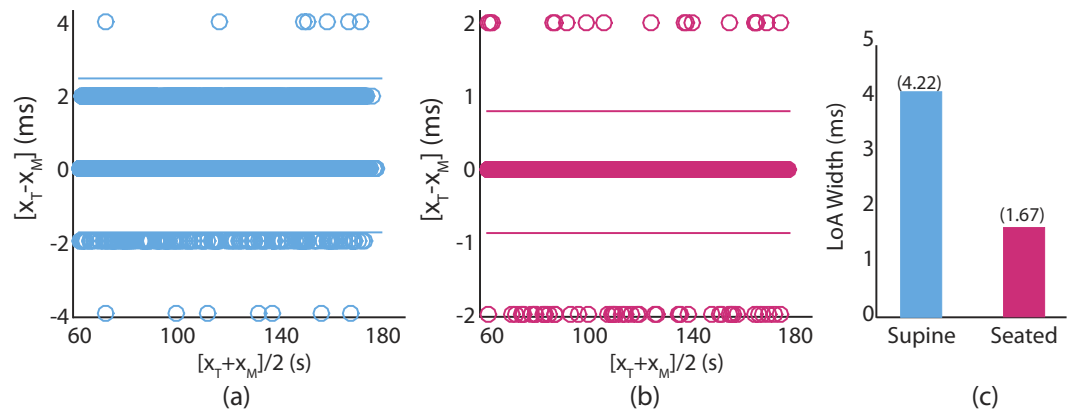 4
2
0
-2
-4
[x_T-x_M] (ms)
60
100
140
180
[x_T+x_M]/2 (s)
(a)
2
1
0
-1
-2
[x_T-x_M] (ms)
60
100
140
180
[x_T+x_M]/2 (s)
(b)
5
4
3
2
1
0
LoA Width (ms)
(4.22)
(1.67)
Supine
Seated
(c)